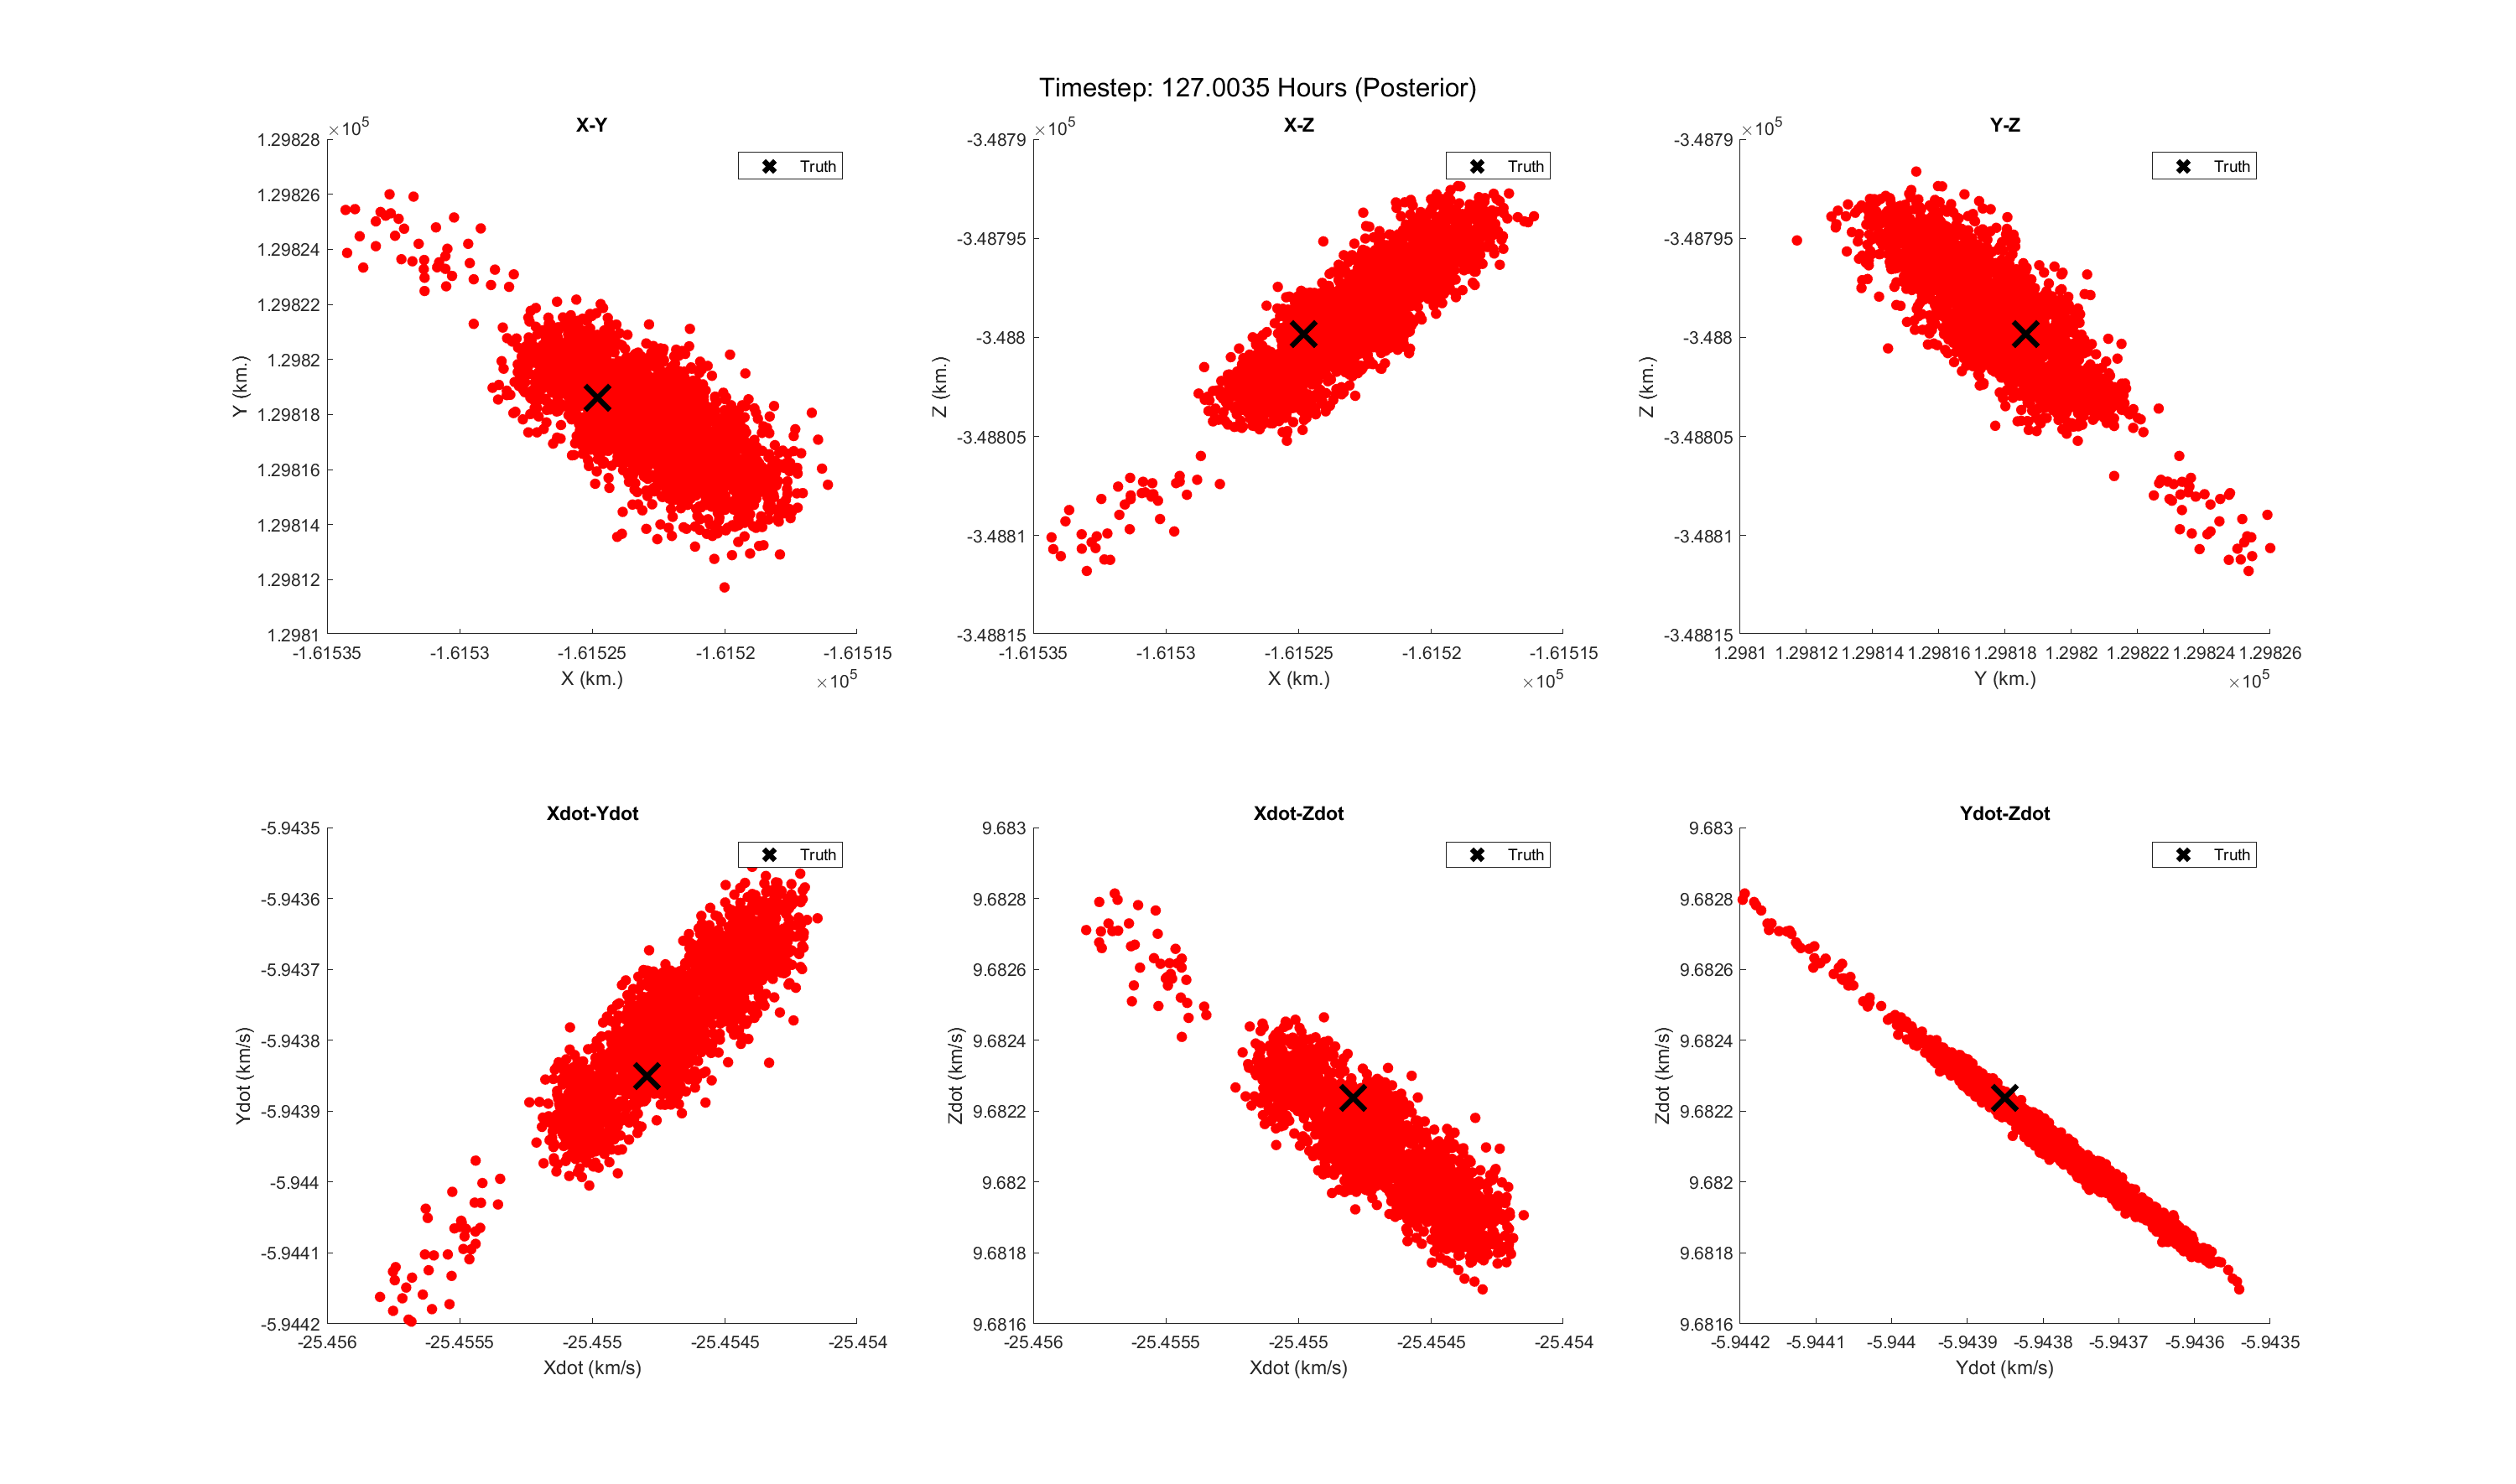 Timestep: 127.0035 Hours (Posterior)
X-Y
×10^5
1.29828
1.29826
1.29824
1.29822
1.2982
1.29818
1.29816
1.29814
1.29812
1.2981
Y (km.)
-1.61535 -1.6153 -1.61525 -1.6152 -1.61515
X (km.)
×10^5
Truth
X-Z
×10^5
-3.4879
-3.48795
-3.488
-3.48805
-3.4881
-3.48815
Z (km.)
-1.61535 -1.6153 -1.61525 -1.6152 -1.61515
X (km.)
×10^5
Truth
Y-Z
×10^5
-3.4879
-3.48795
-3.488
-3.48805
-3.4881
-3.48815
Z (km.)
1.2981 1.29812 1.29814 1.29816 1.29818 1.2982 1.29822 1.29824 1.29826
Y (km.)
×10^5
Truth
Xdot-Ydot
-5.9435
-5.9436
-5.9437
-5.9438
-5.9439
-5.944
-5.9441
-5.9442
Ydot (km/s)
-25.456 -25.4555 -25.455 -25.4545 -25.454
Xdot (km/s)
Truth
Xdot-Zdot
9.683
9.6828
9.6826
9.6824
9.6822
9.682
9.6818
9.6816
Zdot (km/s)
-25.456 -25.4555 -25.455 -25.4545 -25.454
Xdot (km/s)
Truth
Ydot-Zdot
9.683
9.6828
9.6826
9.6824
9.6822
9.682
9.6818
9.6816
Zdot (km/s)
-5.9442 -5.9441 -5.944 -5.9439 -5.9438 -5.9437 -5.9436 -5.9435
Ydot (km/s)
Truth